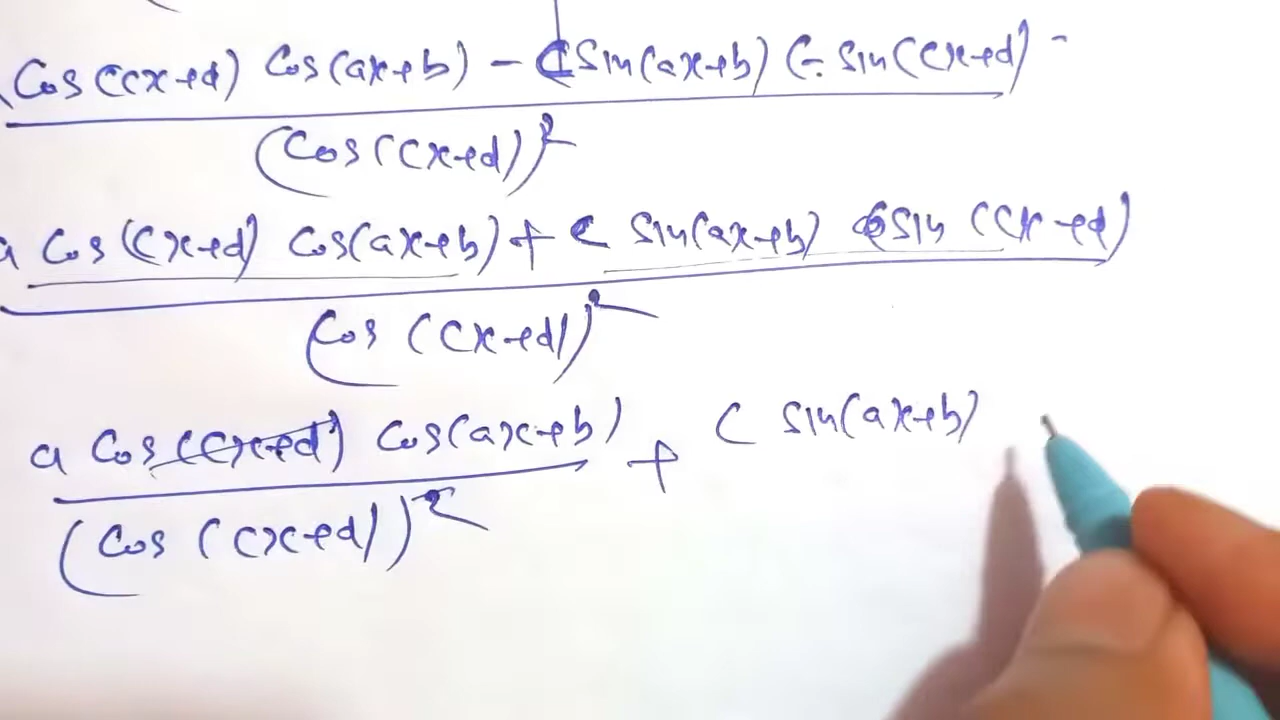 Cos (cx+d) Cos(ax+b) - c sin(ax+b) (- sin(cx+d)
(Cos (cx+d))²
a Cos (cx+d) Cos(ax+b) + c sin(ax+b) sin (cx+d)
(Cos (cx+d))²
a Cos (cx+d) Cos(ax+b) + c sin(ax+b)
(Cos (cx+d))²